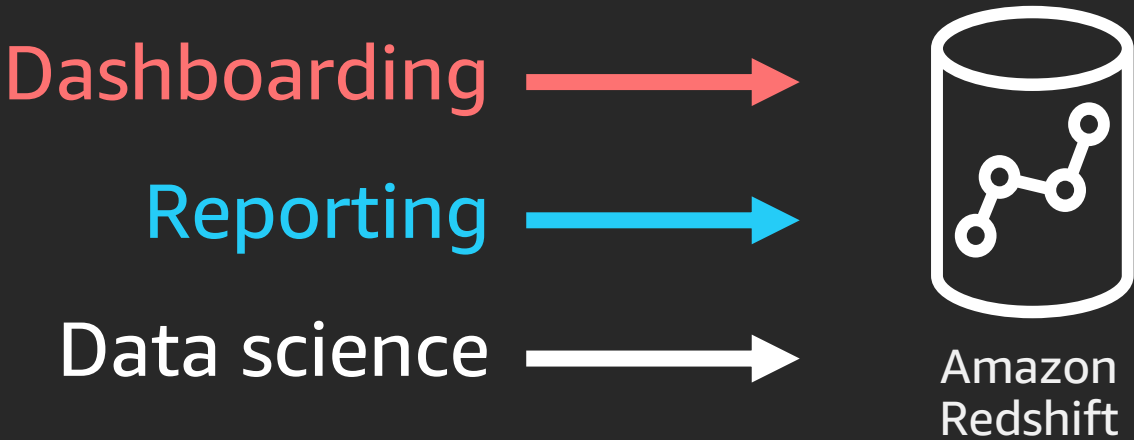 Dashboarding
Reporting
Data science
Amazon
Redshift